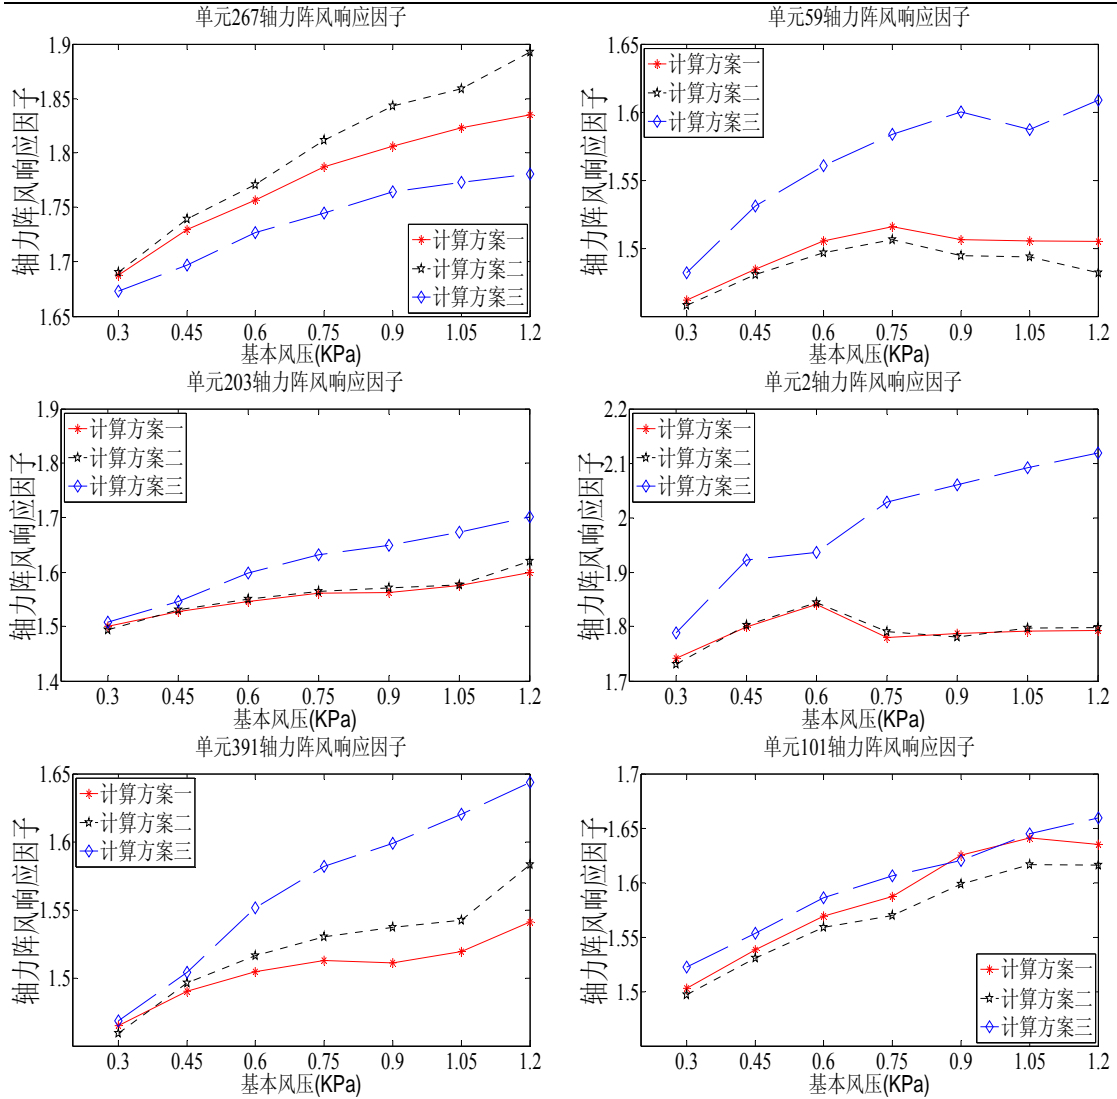 单元267轴力阵风响应因子
轴力阵风响应因子
1.9
1.85
1.8
1.75
1.7
1.65
计算方案一
计算方案二
计算方案三
0.3 0.45 0.6 0.75 0.9 1.05 1.2
基本风压(KPa)
单元59轴力阵风响应因子
轴力阵风响应因子
1.65
1.6
1.55
1.5
计算方案一
计算方案二
计算方案三
0.3 0.45 0.6 0.75 0.9 1.05 1.2
基本风压(KPa)
单元203轴力阵风响应因子
轴力阵风响应因子
1.9
1.8
1.7
1.6
1.5
1.4
计算方案一
计算方案二
计算方案三
0.3 0.45 0.6 0.75 0.9 1.05 1.2
基本风压(KPa)
单元2轴力阵风响应因子
轴力阵风响应因子
2.2
2.1
2
1.9
1.8
1.7
计算方案一
计算方案二
计算方案三
0.3 0.45 0.6 0.75 0.9 1.05 1.2
基本风压(KPa)
单元391轴力阵风响应因子
轴力阵风响应因子
1.65
1.6
1.55
1.5
计算方案一
计算方案二
计算方案三
0.3 0.45 0.6 0.75 0.9 1.05 1.2
基本风压(KPa)
单元101轴力阵风响应因子
轴力阵风响应因子
1.7
1.65
1.6
1.55
1.5
计算方案一
计算方案二
计算方案三
0.3 0.45 0.6 0.75 0.9 1.05 1.2
基本风压(KPa)